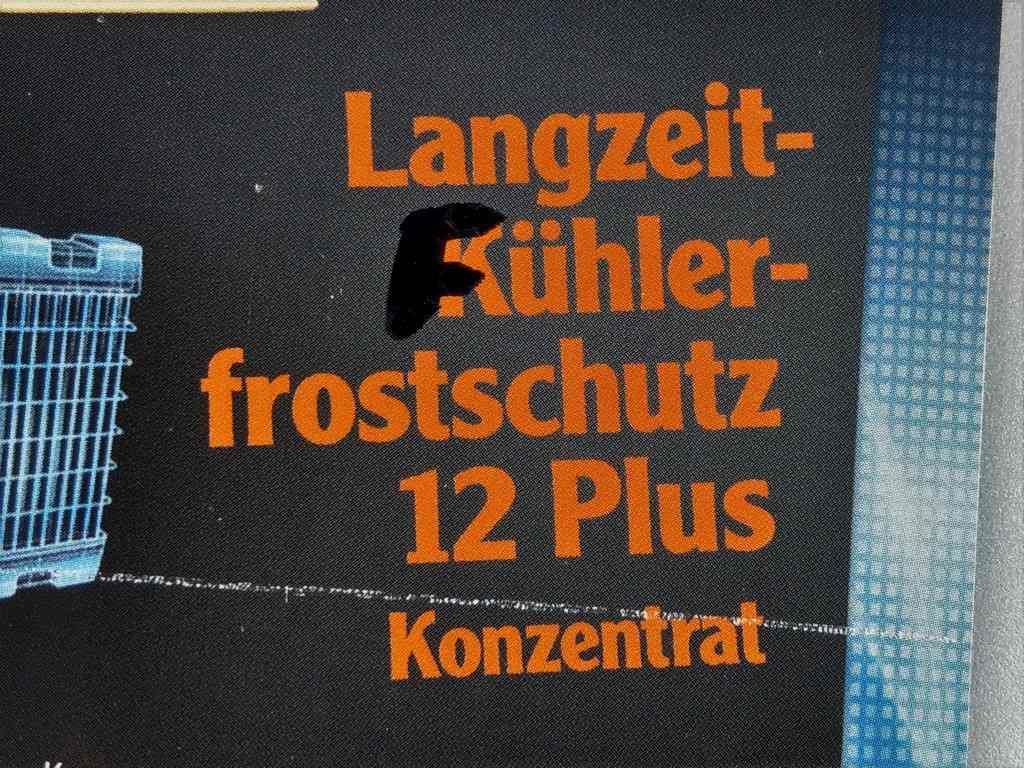 Langzeit-
Kühler-
frostschutz
12 Plus
Konzentrat